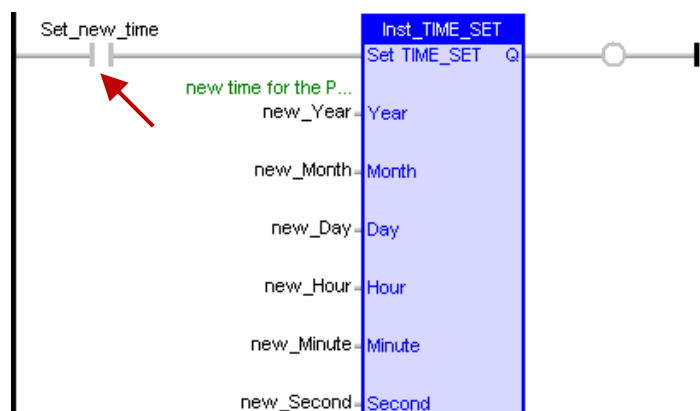 Set_new_time
Inst_TIME_SET
Set TIME_SET Q
new time for the P...
new_Year Year
new_Month Month
new_Day Day
new_Hour Hour
new_Minute Minute
new_Second Second